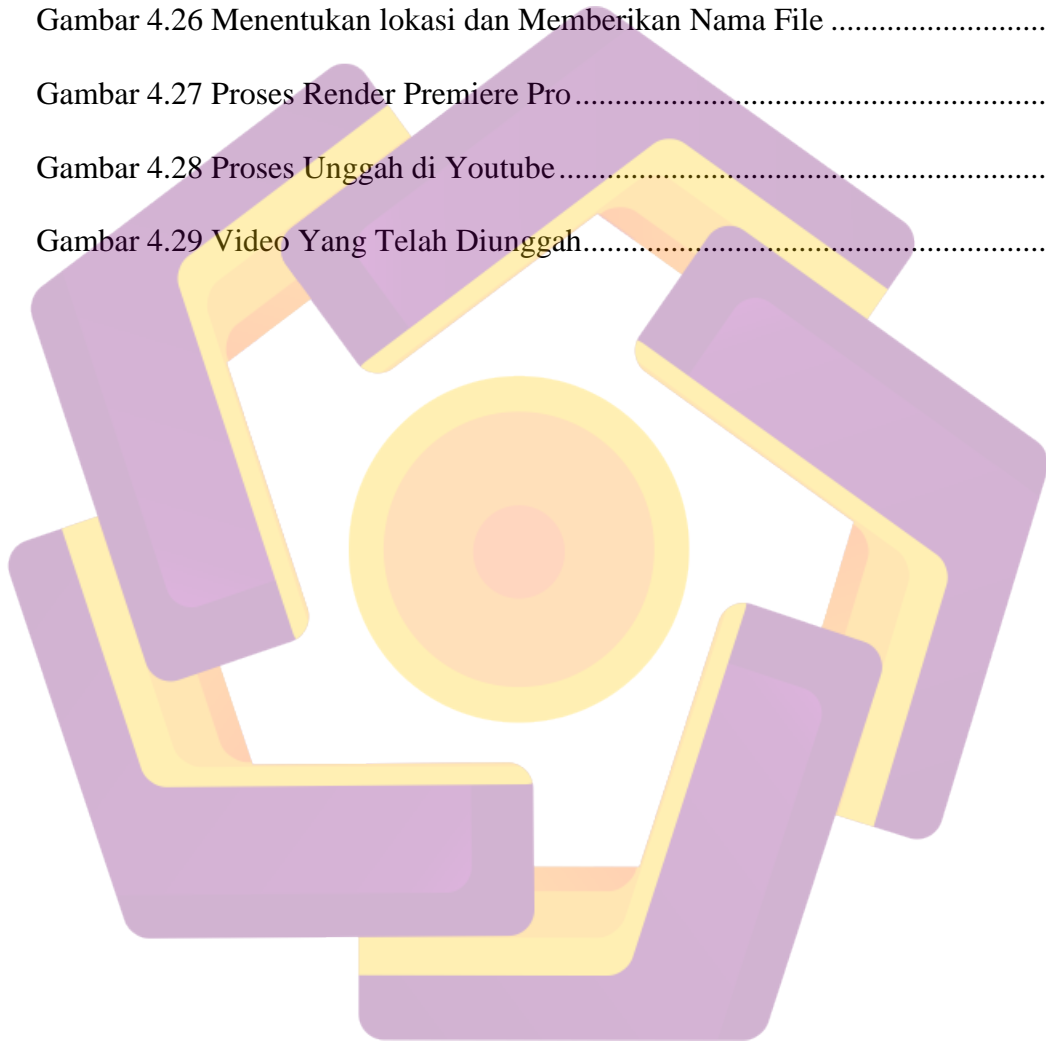 Gambar 4.26 Menentukan lokasi dan Memberikan Nama File ..........................
Gambar 4.27 Proses Render Premiere Pro..........................................................
Gambar 4.28 Proses Unggah di Youtube............................................................
Gambar 4.29 Video Yang Telah Diunggah.........................................................